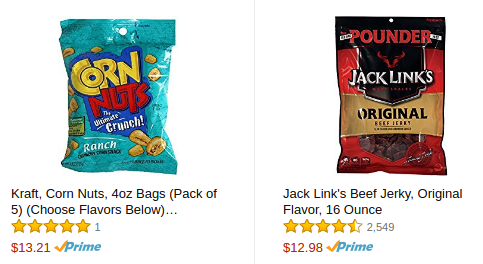 CORN
NUTS
The
Ultimate
Crunch!
Ranch
Kraft, Corn Nuts, 4oz Bags (Pack of
5) (Choose Flavors Below)…
1
$13.21 Prime
POUNDER
JACK LINK'S
ORIGINAL
BEEF JERKY
Jack Link's Beef Jerky, Original
Flavor, 16 Ounce
2,549
$12.98 Prime